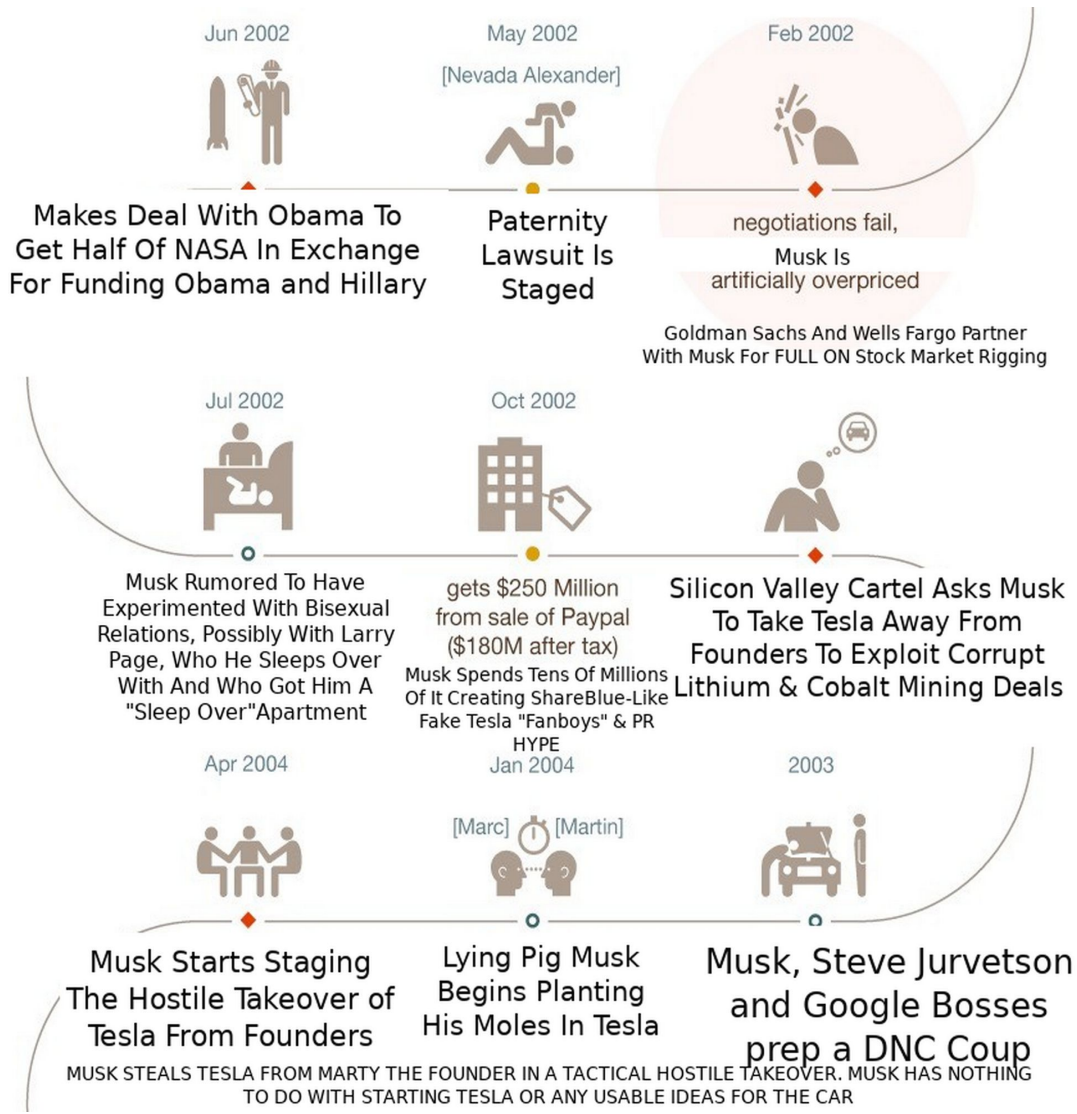 Jun 2002
May 2002
Feb 2002
[Nevada Alexander]
Makes Deal With Obama To
Get Half Of NASA In Exchange
For Funding Obama and Hillary
Paternity
Lawsuit Is
Staged
negotiations fail,
Musk Is
artificially overpriced
Goldman Sachs And Wells Fargo Partner
With Musk For FULL ON Stock Market Rigging
Jul 2002
Oct 2002
Musk Rumored To Have
Experimented With Bisexual
Relations, Possibly With Larry
Page, Who He Sleeps Over
With And Who Got Him A
"Sleep Over"Apartment
gets $250 Million
from sale of Paypal
($180M after tax)
Musk Spends Tens Of Millions
Of It Creating ShareBlue-Like
Fake Tesla "Fanboys" & PR
HYPE
Silicon Valley Cartel Asks Musk
To Take Tesla Away From
Founders To Exploit Corrupt
Lithium & Cobalt Mining Deals
Apr 2004
Jan 2004
2003
[Marc]
[Martin]
Musk Starts Staging
The Hostile Takeover of
Tesla From Founders
Lying Pig Musk
Begins Planting
His Moles In Tesla
Musk, Steve Jurvetson
and Google Bosses
prep a DNC Coup
MUSK STEALS TESLA FROM MARTY THE FOUNDER IN A TACTICAL HOSTILE TAKEOVER. MUSK HAS NOTHING
TO DO WITH STARTING TESLA OR ANY USABLE IDEAS FOR THE CAR